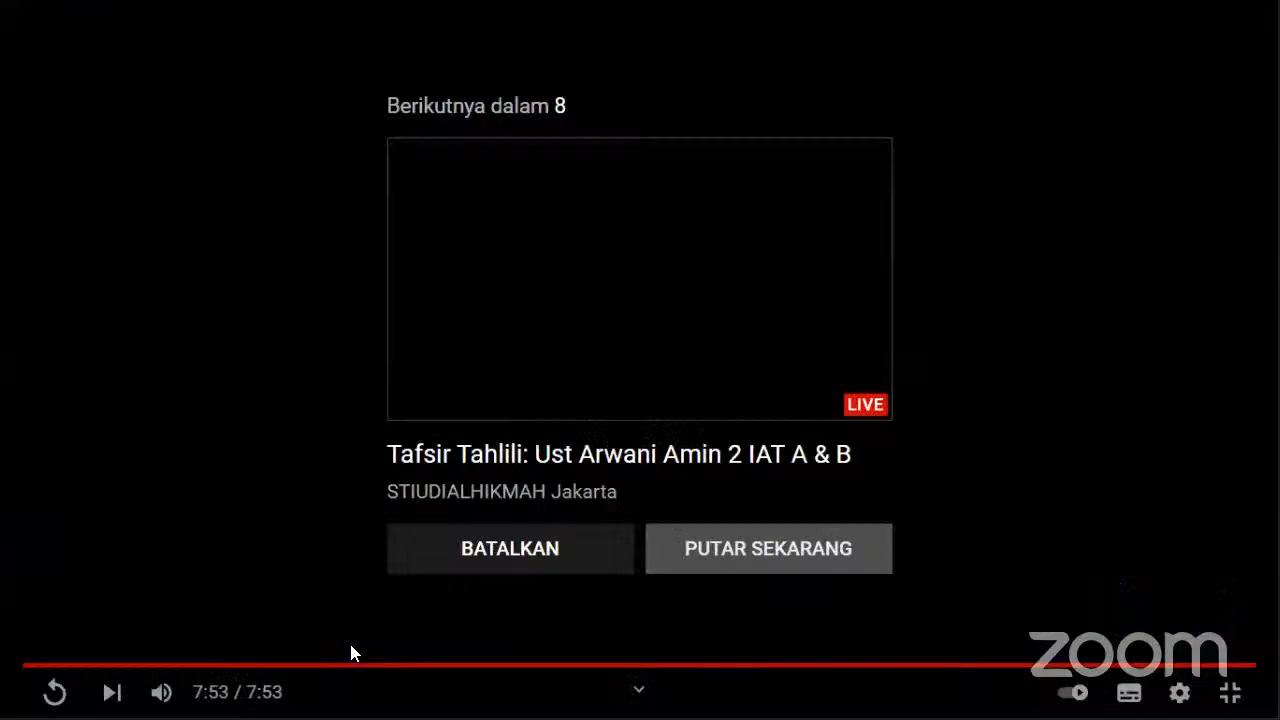 Berikutnya dalam 8
LIVE
Tafsir Tahlili: Ust Arwani Amin 2 IAT A & B
STIUDIALHIKMAH Jakarta
BATALKAN
PUTAR SEKARANG
zoom
7:53 / 7:53